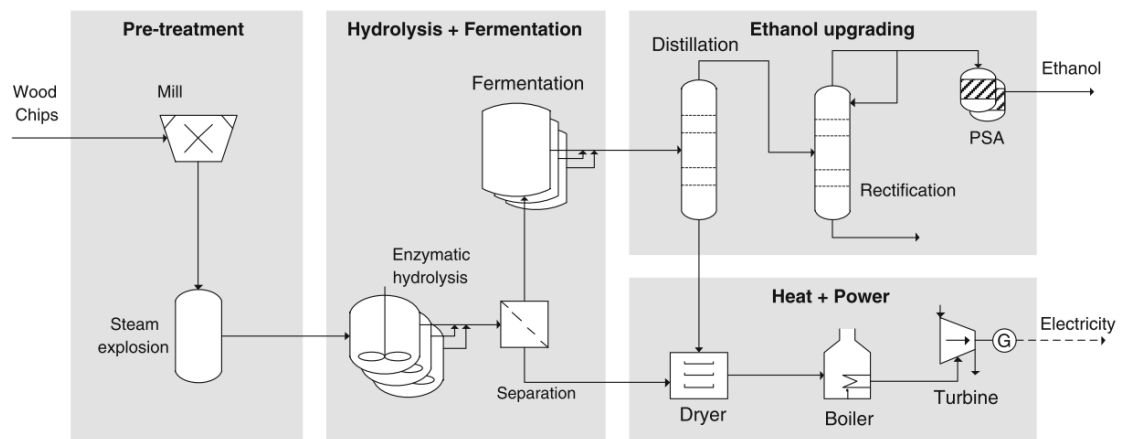 Pre-treatment
Hydrolysis + Fermentation
Ethanol upgrading
Wood
Chips
Mill
Steam
explosion
Fermentation
Enzymatic
hydrolysis
Separation
Distillation
Rectification
PSA
Ethanol
Heat + Power
Dryer
Boiler
Turbine
G
Electricity